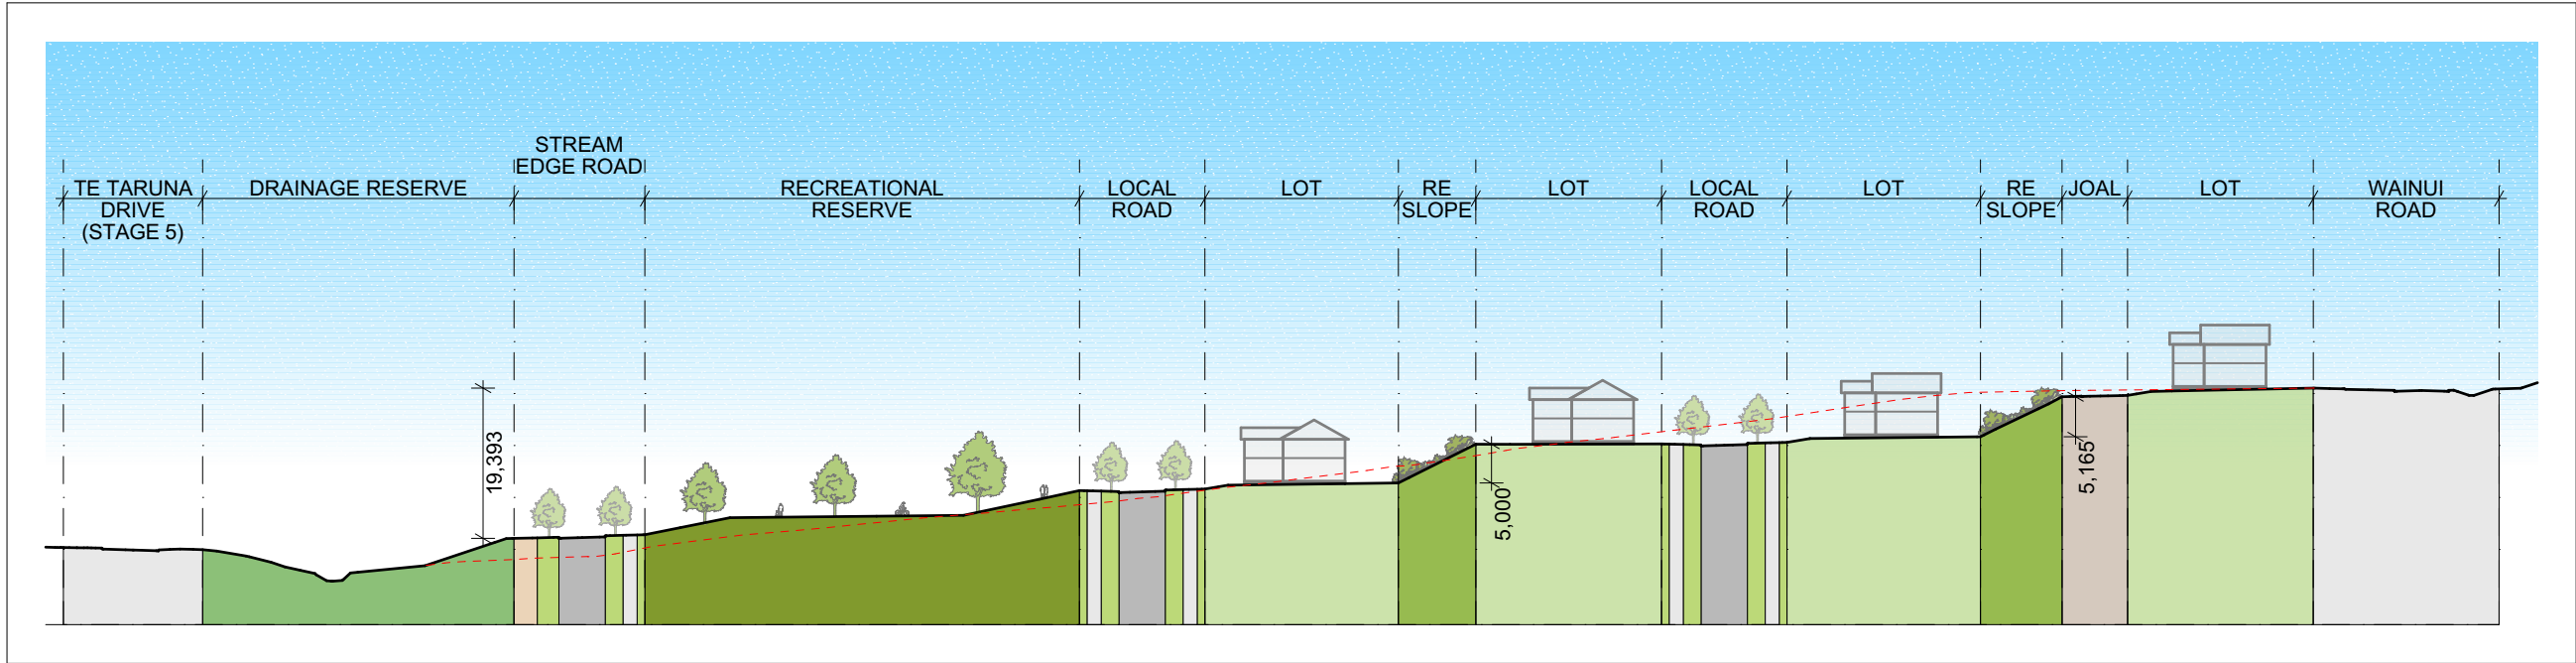 STREAM
EDGE ROAD
TE TARUNA
DRIVE
(STAGE 5)
DRAINAGE RESERVE
RECREATIONAL
RESERVE
LOCAL
ROAD
LOT
RE
SLOPE
LOT
LOCAL
ROAD
LOT
RE
SLOPE
JOAL
LOT
WAINUI
ROAD
19,393
5,000
5,165